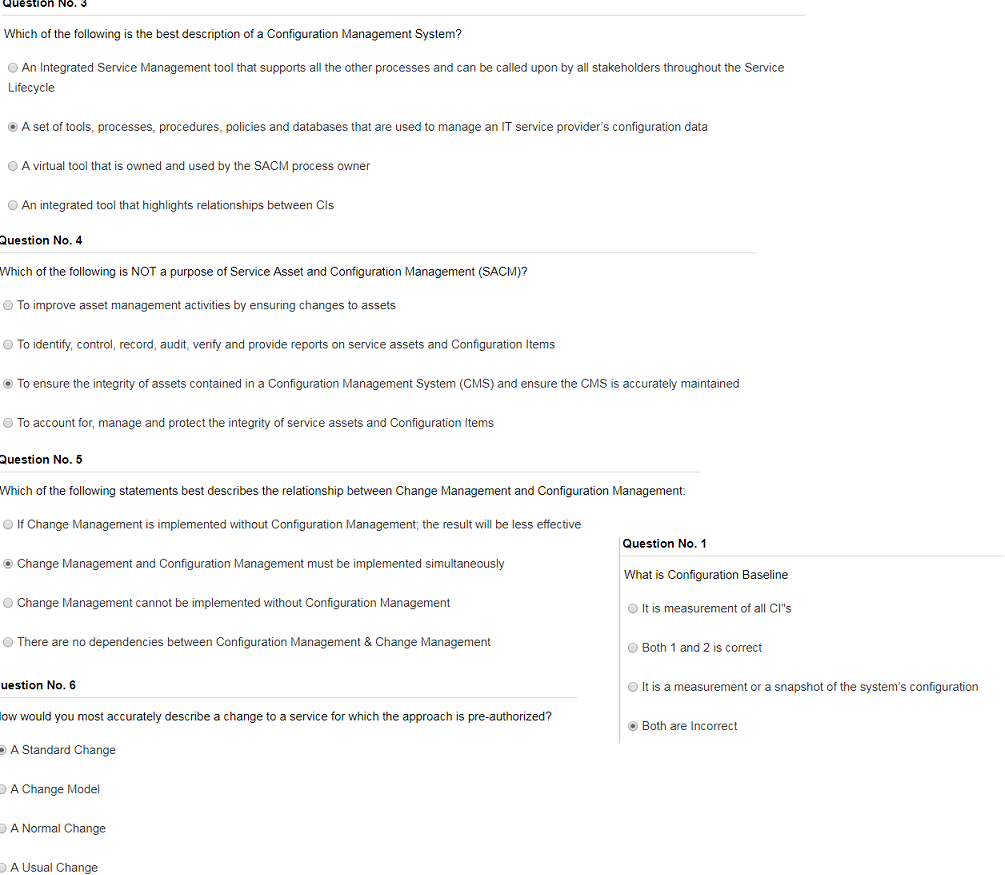 Question No. 3
Which of the following is the best description of a Configuration Management System?
An Integrated Service Management tool that supports all the other processes and can be called upon by all stakeholders throughout the Service
Lifecycle
A set of tools, processes, procedures, policies and databases that are used to manage an IT service provider's configuration data
A virtual tool that is owned and used by the SACM process owner
An integrated tool that highlights relationships between CIs
Question No. 4
Which of the following is NOT a purpose of Service Asset and Configuration Management (SACM)?
To improve asset management activities by ensuring changes to assets
To identify, control, record, audit, verify and provide reports on service assets and Configuration Items
To ensure the integrity of assets contained in a Configuration Management System (CMS) and ensure the CMS is accurately maintained
To account for, manage and protect the integrity of service assets and Configuration Items
Question No. 5
Which of the following statements best describes the relationship between Change Management and Configuration Management:
If Change Management is implemented without Configuration Management; the result will be less effective
Change Management and Configuration Management must be implemented simultaneously
Change Management cannot be implemented without Configuration Management
There are no dependencies between Configuration Management & Change Management
uestion No. 6
low would you most accurately describe a change to a service for which the approach is pre-authorized?
A Standard Change
A Change Model
A Normal Change
A Usual Change
Question No. 1
What is Configuration Baseline
It is measurement of all CI"s
Both 1 and 2 is correct
It is a measurement or a snapshot of the system's configuration
Both are Incorrect